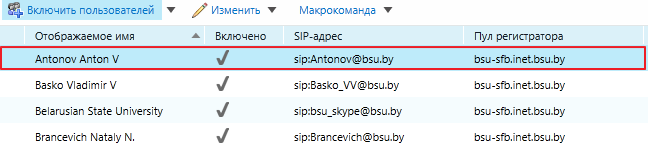 Включить пользователей Изменить Макрокоманда
Отображаемое имя Включено SIP-адрес Пул регистратора
Antonov Anton V sip:Antonov@bsu.by bsu-sfb.inet.bsu.by
Basko Vladimir V sip:Basko_VV@bsu.by bsu-sfb.inet.bsu.by
Belarusian State University sip:bsu_skype@bsu.by bsu-sfb.inet.bsu.by
Brancevich Nataly N. sip:Brancevich@bsu.by bsu-sfb.inet.bsu.by